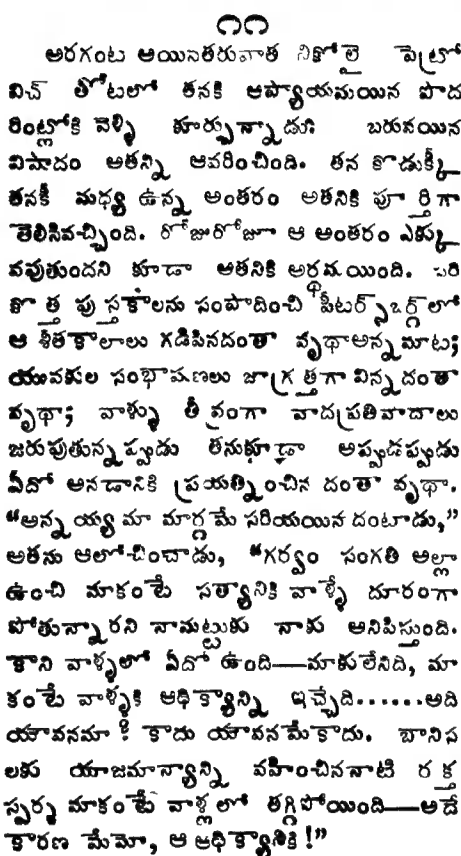 ౧౧
అరగంట అయినతరువాత నికోలై పెట్రో
విచ్ తోటలో తనకి ఆప్యాయమయిన పొద
రింట్లోకి వెళ్ళి కూర్చున్నాడు. బరువయిన
విషాదం అతన్ని ఆవరించింది. తన కొడుక్కీ
తనకీ మధ్య ఉన్న అంతరం అతనికి పూర్తిగా
తెలిసివచ్చింది. రోజురోజూ ఆ అంతరం ఎక్కు
వవుతుందని కూడా అతనికి అర్థమయింది. మరి
కొత్త పుస్తకాలను సంపాదించి పీటర్స్‌బర్గ్‌లో
ఆ శీతకాలాలు గడిపినదంతా వృథాఅన్నమాట;
యువకుల సంభాషణలు జాగ్రత్తగా విన్నదంతా
వృథా; వాళ్ళు తీవ్రంగా వాదప్రతివాదాలు
జరుపుతున్నప్పుడు తనుకూడా అప్పుడప్పుడు
ఏదో అనడానికి ప్రయత్నించిన దంతా వృథా.
“అన్నయ్య మా మార్గమే సరియయిన దంటాడు,”
అతను ఆలోచించాడు, “గర్వం సంగతి అల్లా
ఉంచి మాకంటే సత్యానికి వాళ్ళే దూరంగా
పోతున్నారని నామట్టుకు నాకు అనిపిస్తుంది.
కాని వాళ్ళలో ఏదో ఉంది—మాకులేనిది, మా
కంటే వాళ్ళకి ఆధిక్యాన్ని ఇచ్చేది......అది
యౌవనమా? కాదు యౌవనమేకాదు. బానిస
లకు యాజమాన్యాన్ని వహించిననాటి రక్త
స్పర్శ మాకంటే వాళ్లలో తగ్గిపోయింది—అదే
కారణ మేమో, ఆ ఆధిక్యానికి!”